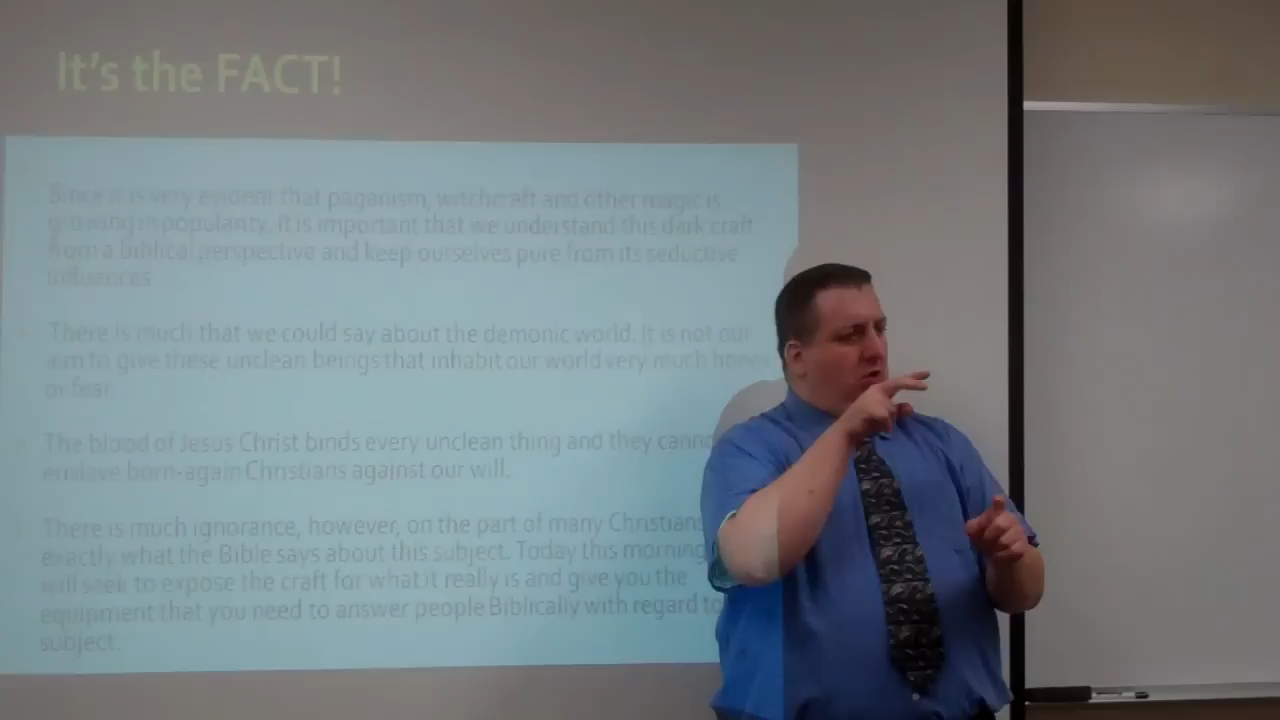 It's the FACT!
Since it is very evident that paganism, witchcraft and other magic is
growing in popularity. It is important that we understand this dark craft
from a biblical perspective and keep ourselves pure from its seductive
influences.
There is much that we could say about the demonic world. It is not our
aim to give these unclean beings that inhabit our world very much
or fear.
The blood of Jesus Christ binds every unclean thing and they
enslave born-again Christians against our will.
There is much ignorance, however, on the part of many Christians
exactly what the Bible says about this subject. Today this morning
will seek to expose the craft for what it really is and give you the
equipment that you need to answer people Biblically with regard to
subject.